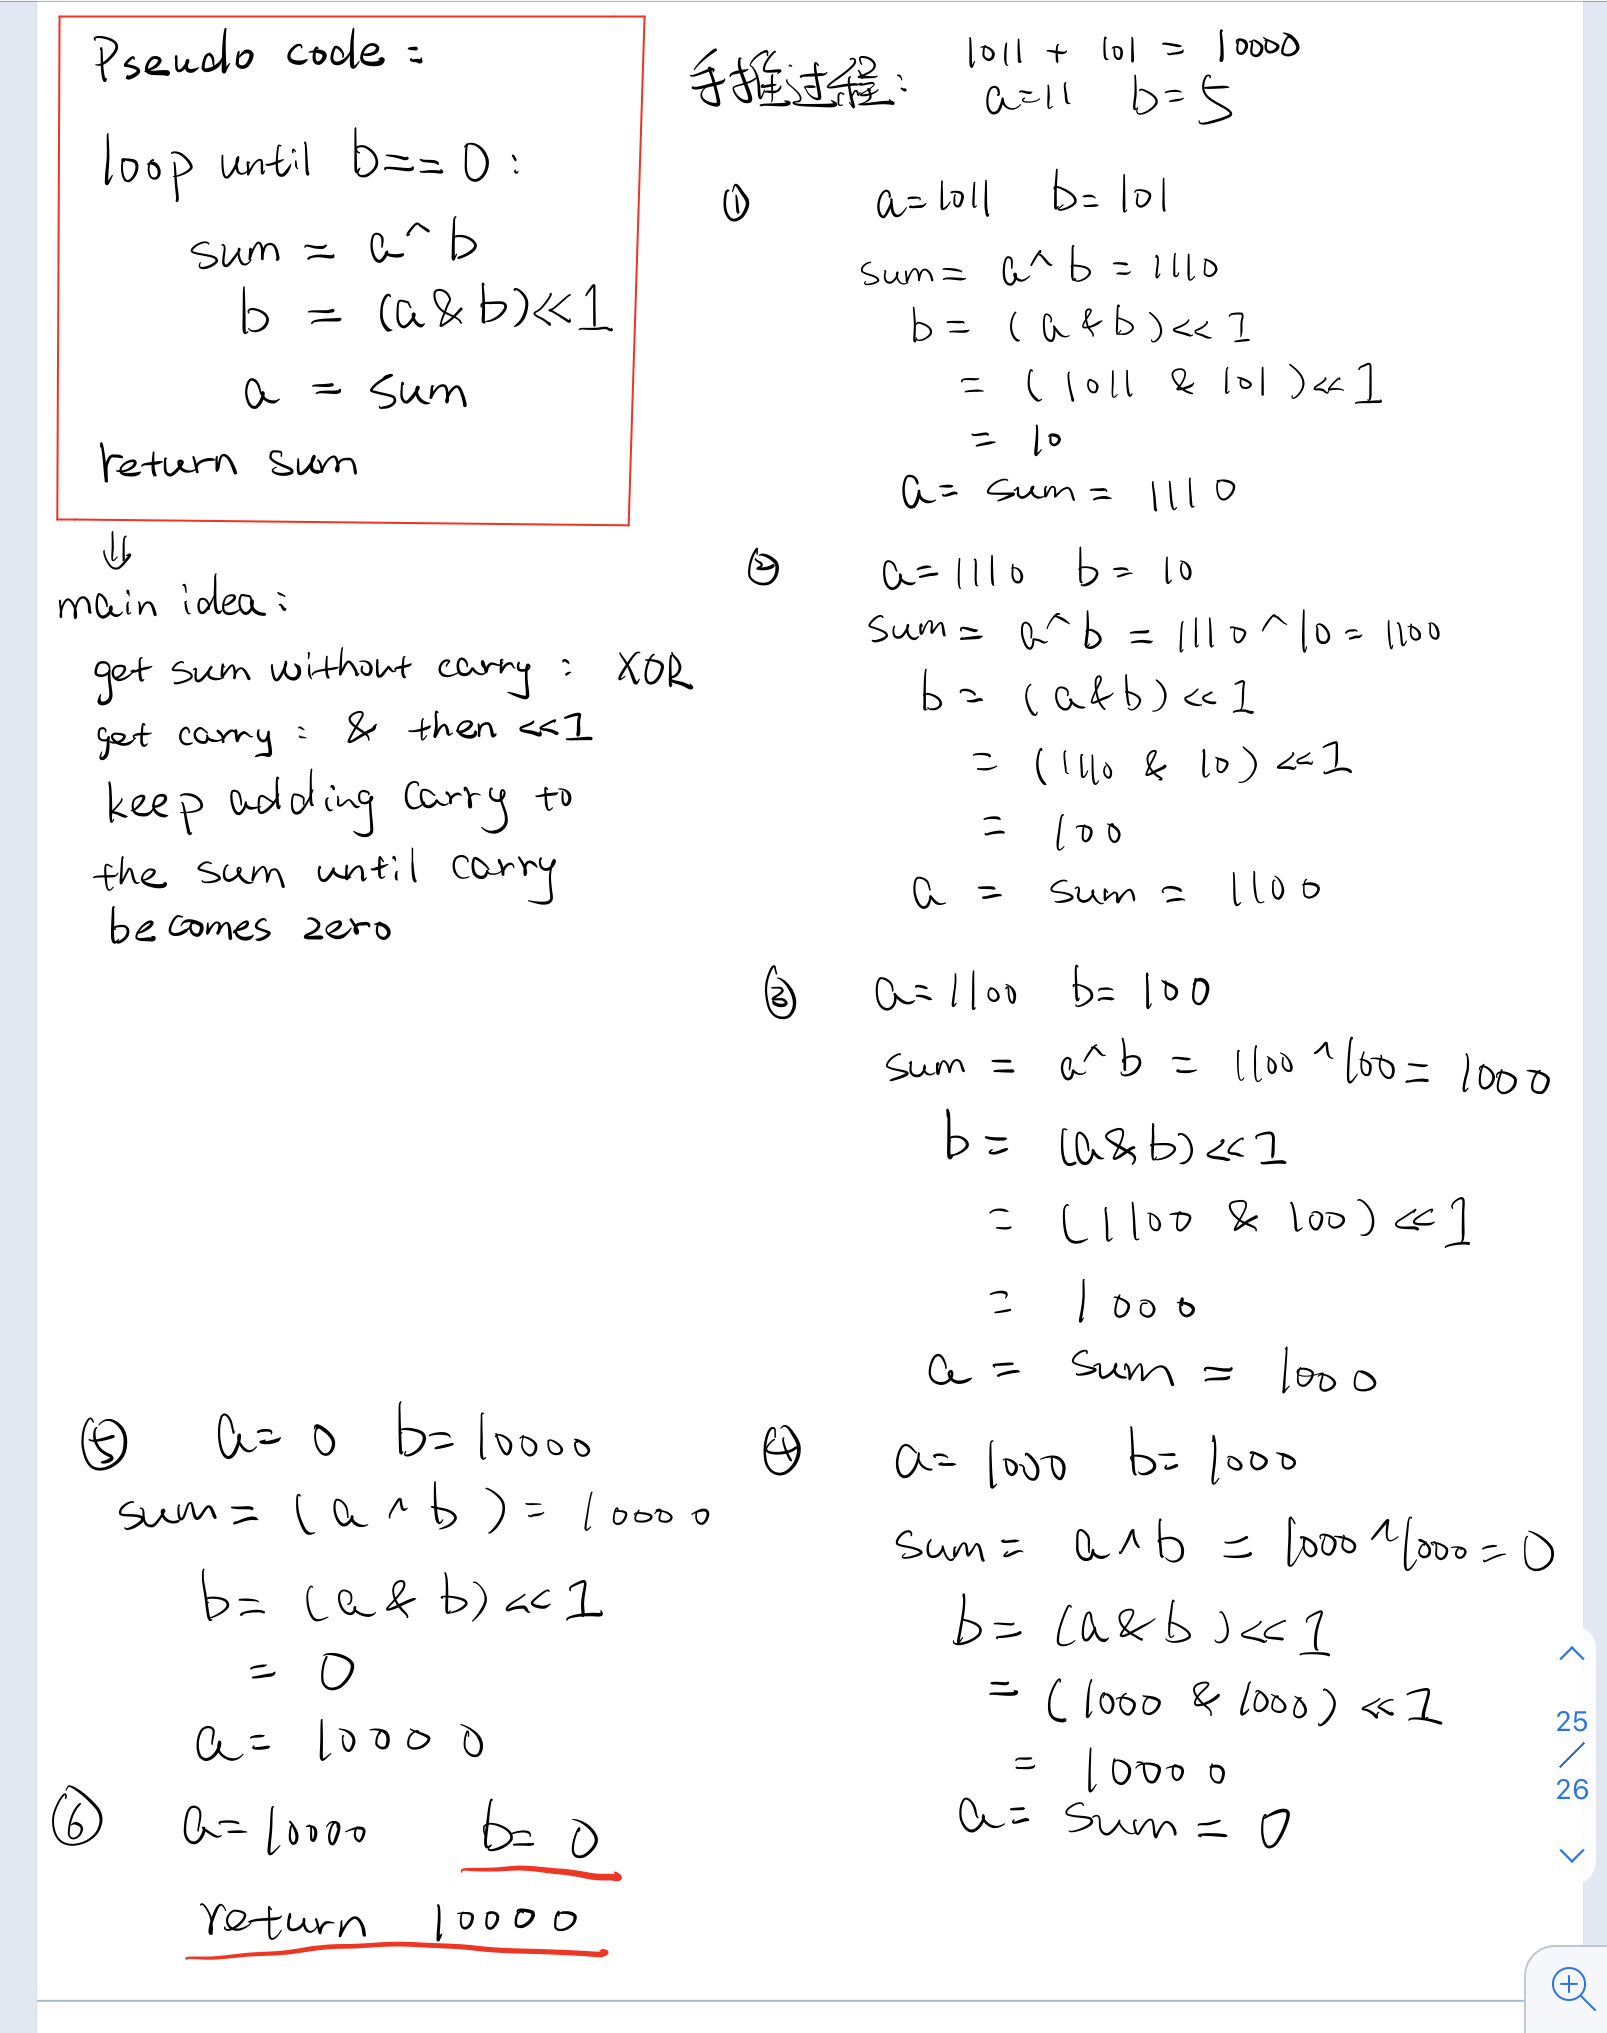 Pseudo code :
loop until b == 0 :
sum = a ^ b
b = (a & b) << 1
a = sum
return sum
⇓
main idea :
get sum without carry : XOR
get carry : & then << 1
keep adding carry to
the sum until carry
becomes zero
手推过程: 1011 + 101 = 10000
a=11 b=5
① a=1011 b=101
sum = a ^ b = 1110
b = (a & b) << 1
= (1011 & 101) << 1
= 10
a = sum = 1110
② a=1110 b= 10
sum = a ^ b = 1110 ^ 10 = 1100
b = (a & b) << 1
= (1110 & 10) << 1
= 100
a = sum = 1100
③ a=1100 b= 100
sum = a ^ b = 1100 ^ 100 = 1000
b = (a & b) << 1
= (1100 & 100) << 1
= 1000
a = sum = 1000
④ a= 1000 b= 1000
sum = a ^ b = 1000 ^ 1000 = 0
b = (a & b) << 1
= (1000 & 1000) << 1
= 10000
a = sum = 0
⑤ a= 0 b= 10000
sum = (a ^ b) = 10000
b= (a & b) << 1
= 0
a= 10000
⑥ a= 10000 b= 0
return 10000
25
/
26